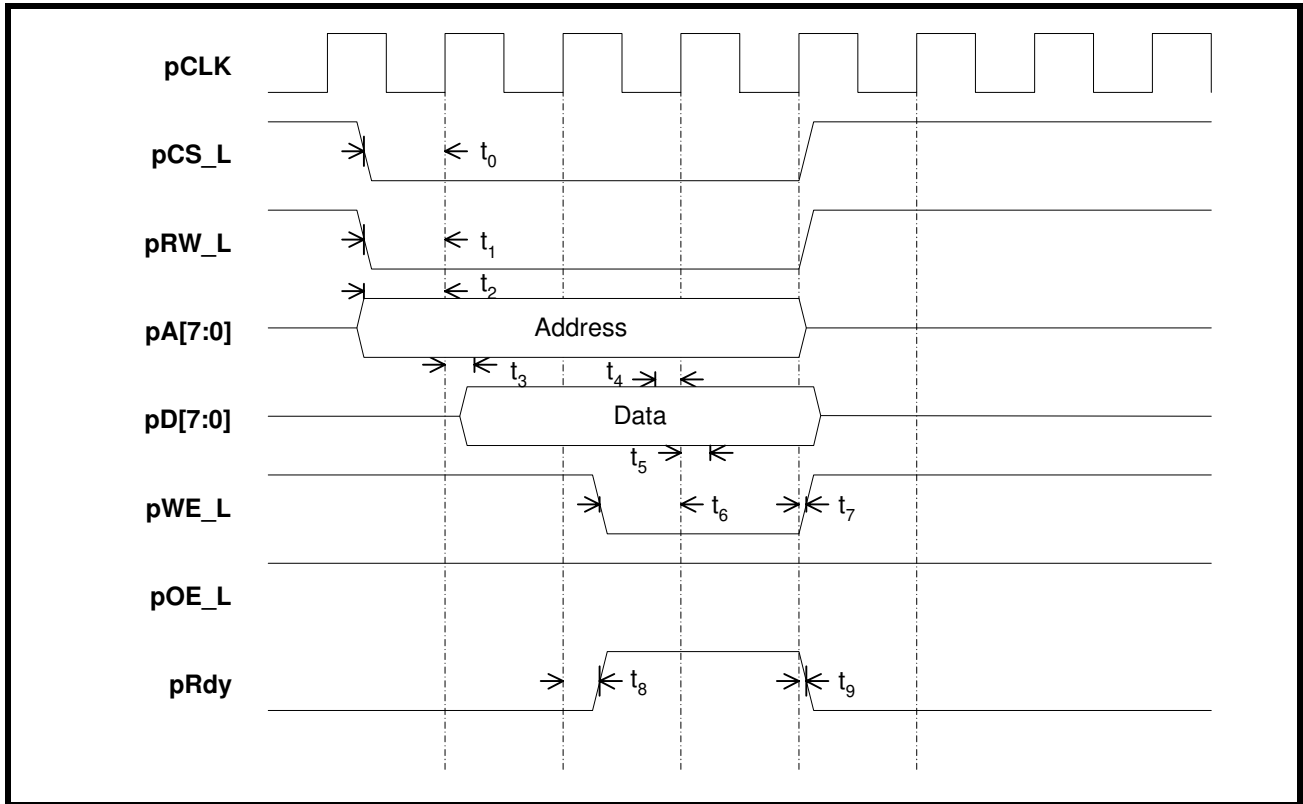 pCLK
pCS_L t0
pRW_L t1
t2
pA[7:0] Address
t3 t4
pD[7:0] Data
t5
pWE_L t6 t7
pOE_L
pRdy t8 t9